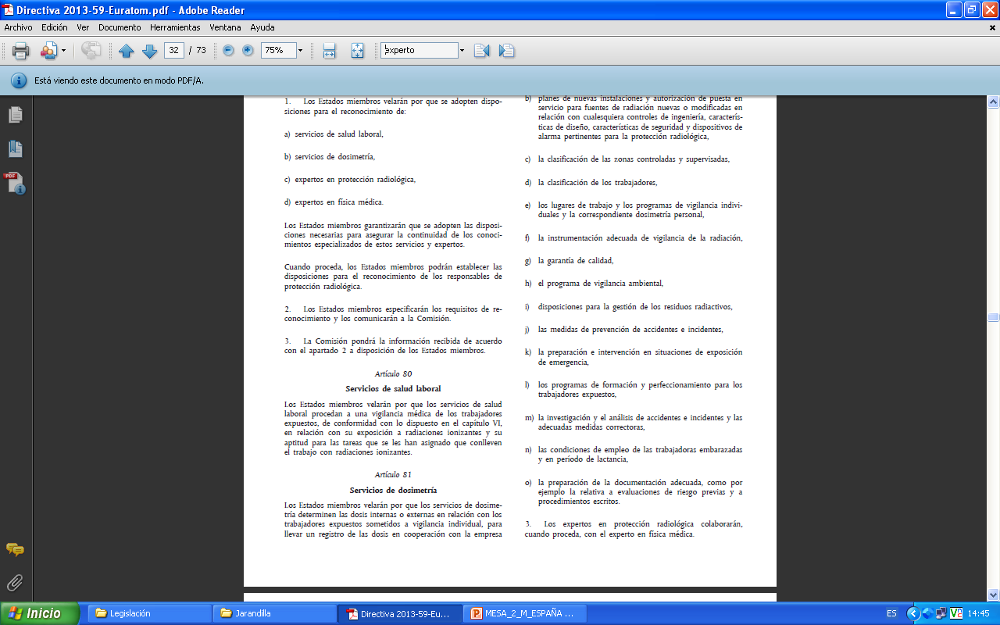 Directiva 2013-59-Euratom.pdf - Adobe Reader
Archivo Edición Ver Documento Herramientas Ventana Ayuda
32 / 73 75% experto
Está viendo este documento en modo PDF/A.
1. Los Estados miembros velarán por que se adopten dispo-
siciones para el reconocimiento de:
a) servicios de salud laboral,
b) servicios de dosimetría,
c) expertos en protección radiológica,
d) expertos en física médica.
Los Estados miembros garantizarán que se adopten las disposi-
ciones necesarias para asegurar la continuidad de los conoci-
mientos especializados de estos servicios y expertos.
Cuando proceda, los Estados miembros podrán establecer las
disposiciones para el reconocimiento de los responsables de
protección radiológica.
2. Los Estados miembros especificarán los requisitos de re-
conocimiento y los comunicarán a la Comisión.
3. La Comisión pondrá la información recibida de acuerdo
con el apartado 2 a disposición de los Estados miembros.
Artículo 80
Servicios de salud laboral
Los Estados miembros velarán por que los servicios de salud
laboral procedan a una vigilancia médica de los trabajadores
expuestos, de conformidad con lo dispuesto en el capítulo VI,
en relación con su exposición a radiaciones ionizantes y su
aptitud para las tareas que se les han asignado que conlleven
el trabajo con radiaciones ionizantes.
Artículo 81
Servicios de dosimetría
Los Estados miembros velarán por que los servicios de dosime-
tría determinen las dosis internas o externas en relación con los
trabajadores expuestos sometidos a vigilancia individual, para
llevar un registro de las dosis en cooperación con la empresa
b) planes de nuevas instalaciones y autorización de puesta en
servicio para fuentes de radiación nuevas o modificadas en
relación con cualesquiera controles de ingeniería, caracterís-
ticas de diseño, características de seguridad y dispositivos de
alarma pertinentes para la protección radiológica,
c) la clasificación de las zonas controladas y supervisadas,
d) la clasificación de los trabajadores,
e) los lugares de trabajo y los programas de vigilancia indivi-
duales y la correspondiente dosimetría personal,
f) la instrumentación adecuada de vigilancia de la radiación,
g) la garantía de calidad,
h) el programa de vigilancia ambiental,
i) disposiciones para la gestión de los residuos radiactivos,
j) las medidas de prevención de accidentes e incidentes,
k) la preparación e intervención en situaciones de exposición
de emergencia,
l) los programas de formación y perfeccionamiento para los
trabajadores expuestos,
m) la investigación y el análisis de accidentes e incidentes y las
adecuadas medidas correctoras,
n) las condiciones de empleo de las trabajadoras embarazadas
y en período de lactancia,
o) la preparación de la documentación adecuada, como por
ejemplo la relativa a evaluaciones de riesgo previas y a
procedimientos escritos.
3. Los expertos en protección radiológica colaborarán,
cuando proceda, con el experto en física médica.
Inicio Legislación Jarandilla Directiva 2013-59-Eu... MESA_2_M_ESPAÑA ... ES 14:45